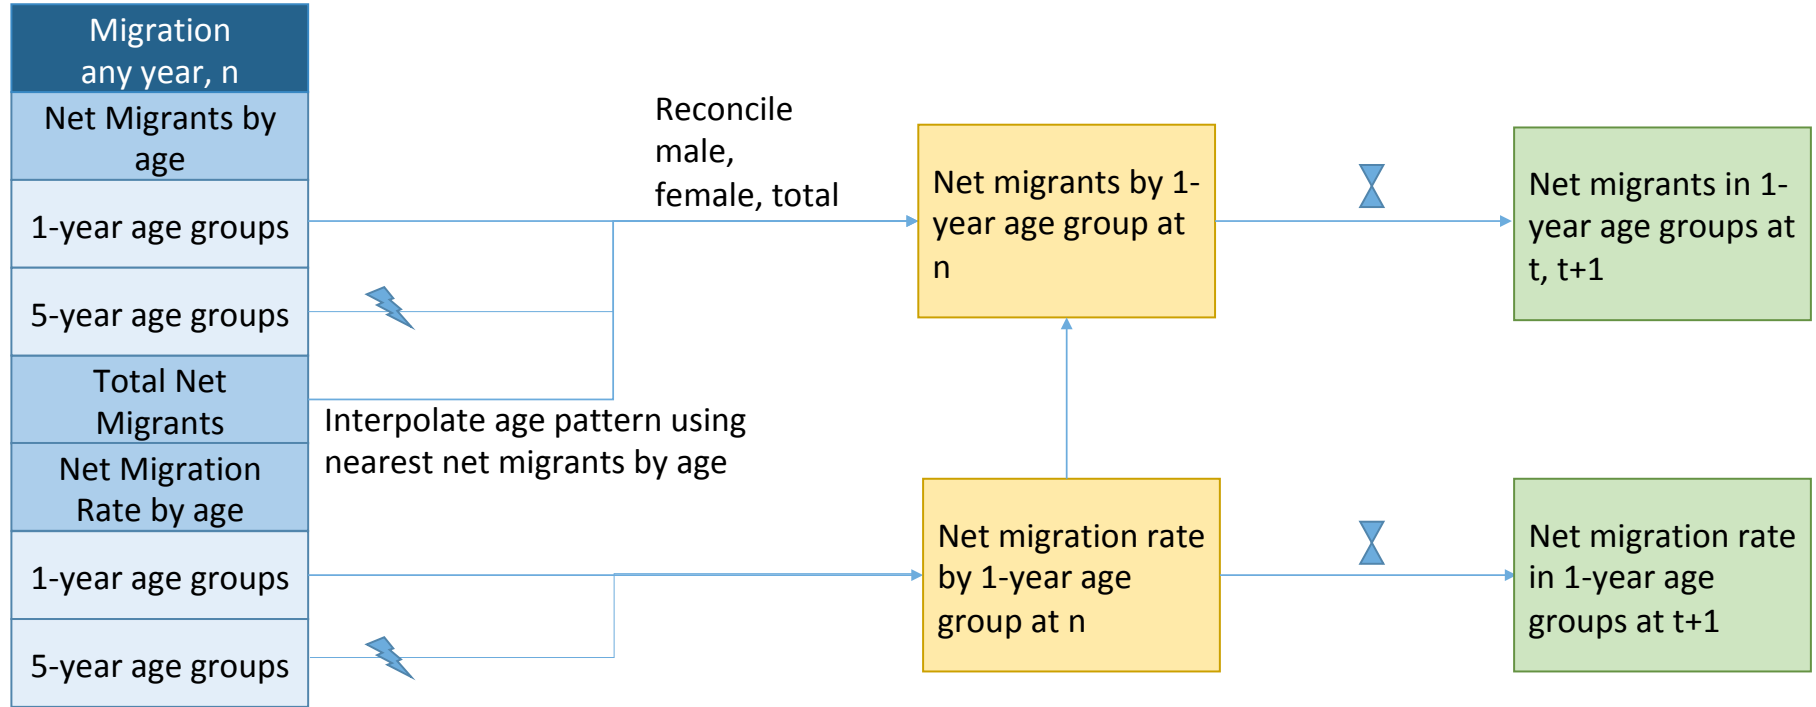 Migration
any year, n
Net Migrants by
age
1-year age groups
5-year age groups
Total Net
Migrants
Net Migration
Rate by age
1-year age groups
5-year age groups
Reconcile
male,
female, total
Interpolate age pattern using
nearest net migrants by age
Net migrants by 1-
year age group at
n
Net migrants in 1-
year age groups at
t, t+1
Net migration rate
by 1-year age
group at n
Net migration rate
in 1-year age
groups at t+1